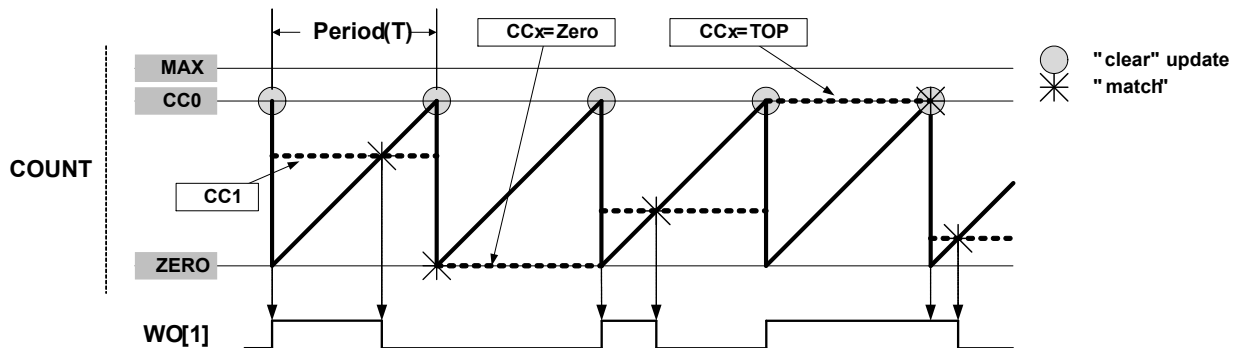 Period(T)
CCx=Zero
CCx=TOP
"clear" update
"match"
MAX
CC0
COUNT
CC1
ZERO
WO[1]